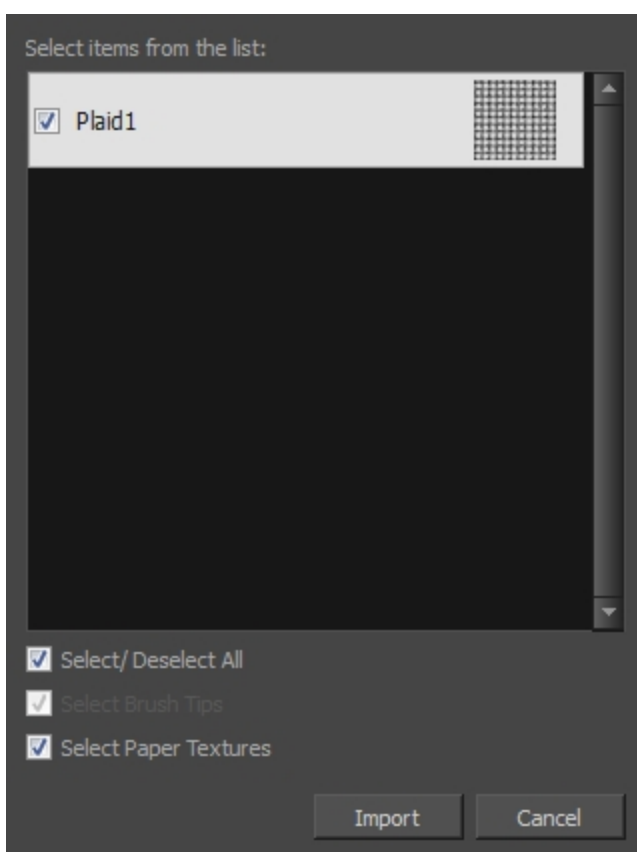 Select items from the list:
Plaid1
Select/ Deselect All
Select Brush Tips
Select Paper Textures
Import Cancel